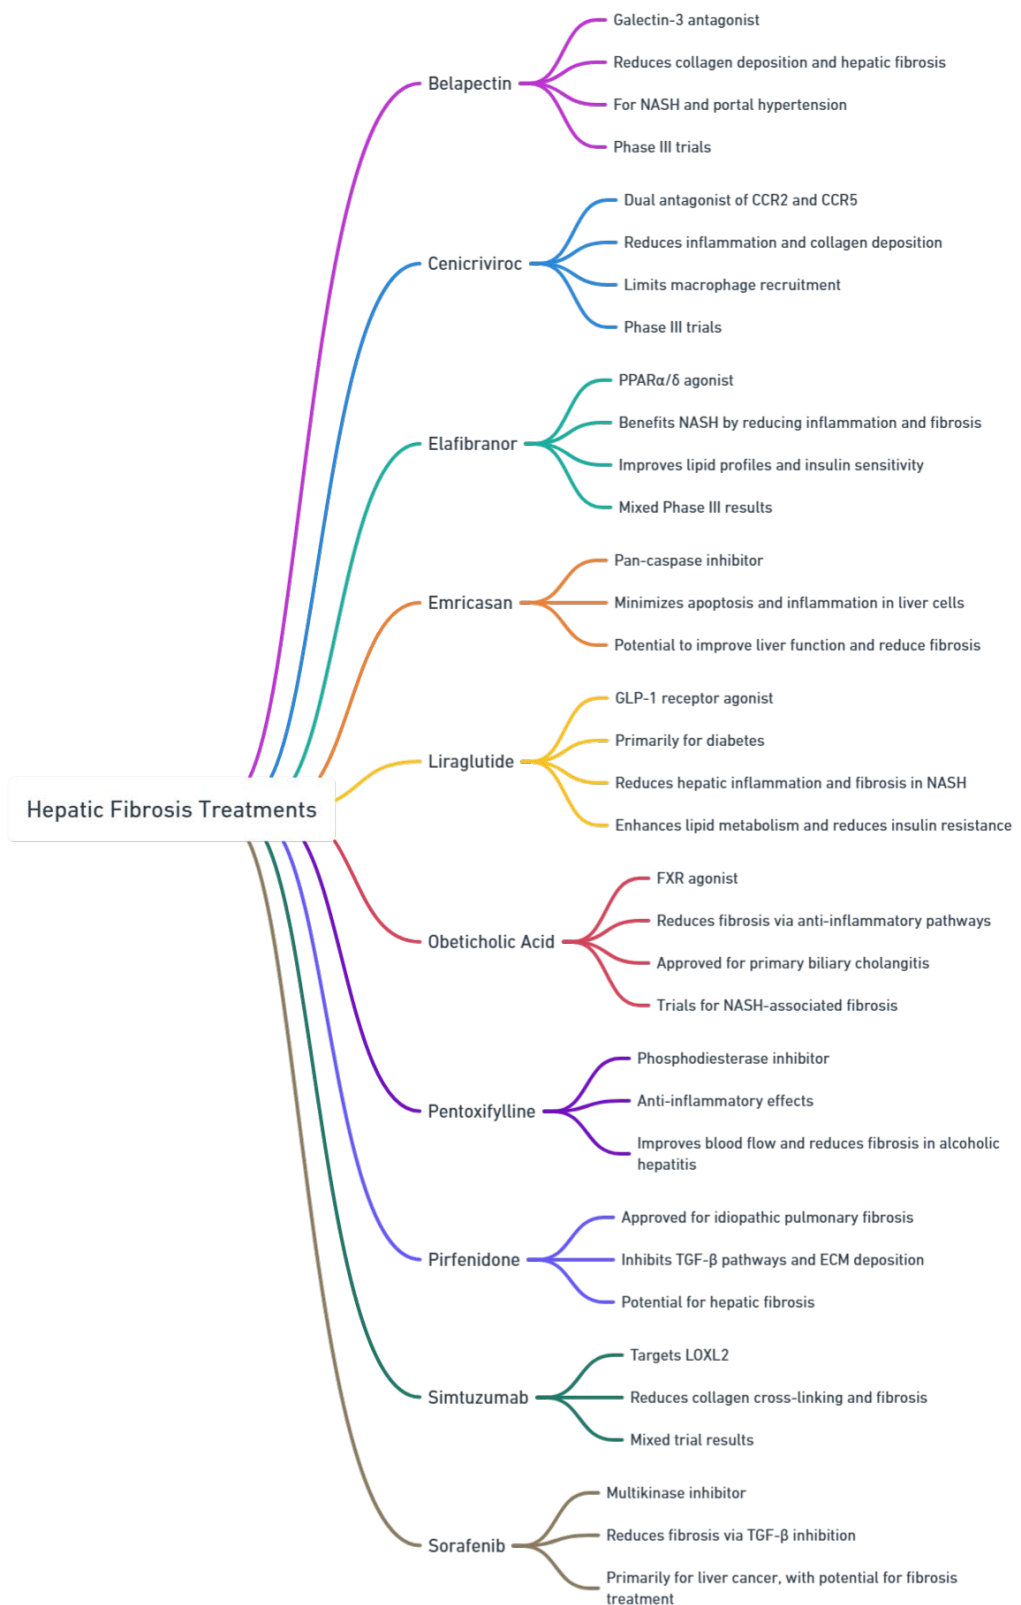 Hepatic Fibrosis Treatments
Belapectin
Galectin-3 antagonist
Reduces collagen deposition and hepatic fibrosis
For NASH and portal hypertension
Phase III trials
Cenicriviroc
Dual antagonist of CCR2 and CCR5
Reduces inflammation and collagen deposition
Limits macrophage recruitment
Phase III trials
Elafibranor
PPARα/δ agonist
Benefits NASH by reducing inflammation and fibrosis
Improves lipid profiles and insulin sensitivity
Mixed Phase III results
Emricasan
Pan-caspase inhibitor
Minimizes apoptosis and inflammation in liver cells
Potential to improve liver function and reduce fibrosis
Liraglutide
GLP-1 receptor agonist
Primarily for diabetes
Reduces hepatic inflammation and fibrosis in NASH
Enhances lipid metabolism and reduces insulin resistance
Obeticholic Acid
FXR agonist
Reduces fibrosis via anti-inflammatory pathways
Approved for primary biliary cholangitis
Trials for NASH-associated fibrosis
Pentoxifylline
Phosphodiesterase inhibitor
Anti-inflammatory effects
Improves blood flow and reduces fibrosis in alcoholic
hepatitis
Pirfenidone
Approved for idiopathic pulmonary fibrosis
Inhibits TGF-β pathways and ECM deposition
Potential for hepatic fibrosis
Simtuzumab
Targets LOXL2
Reduces collagen cross-linking and fibrosis
Mixed trial results
Sorafenib
Multikinase inhibitor
Reduces fibrosis via TGF-β inhibition
Primarily for liver cancer, with potential for fibrosis
treatment